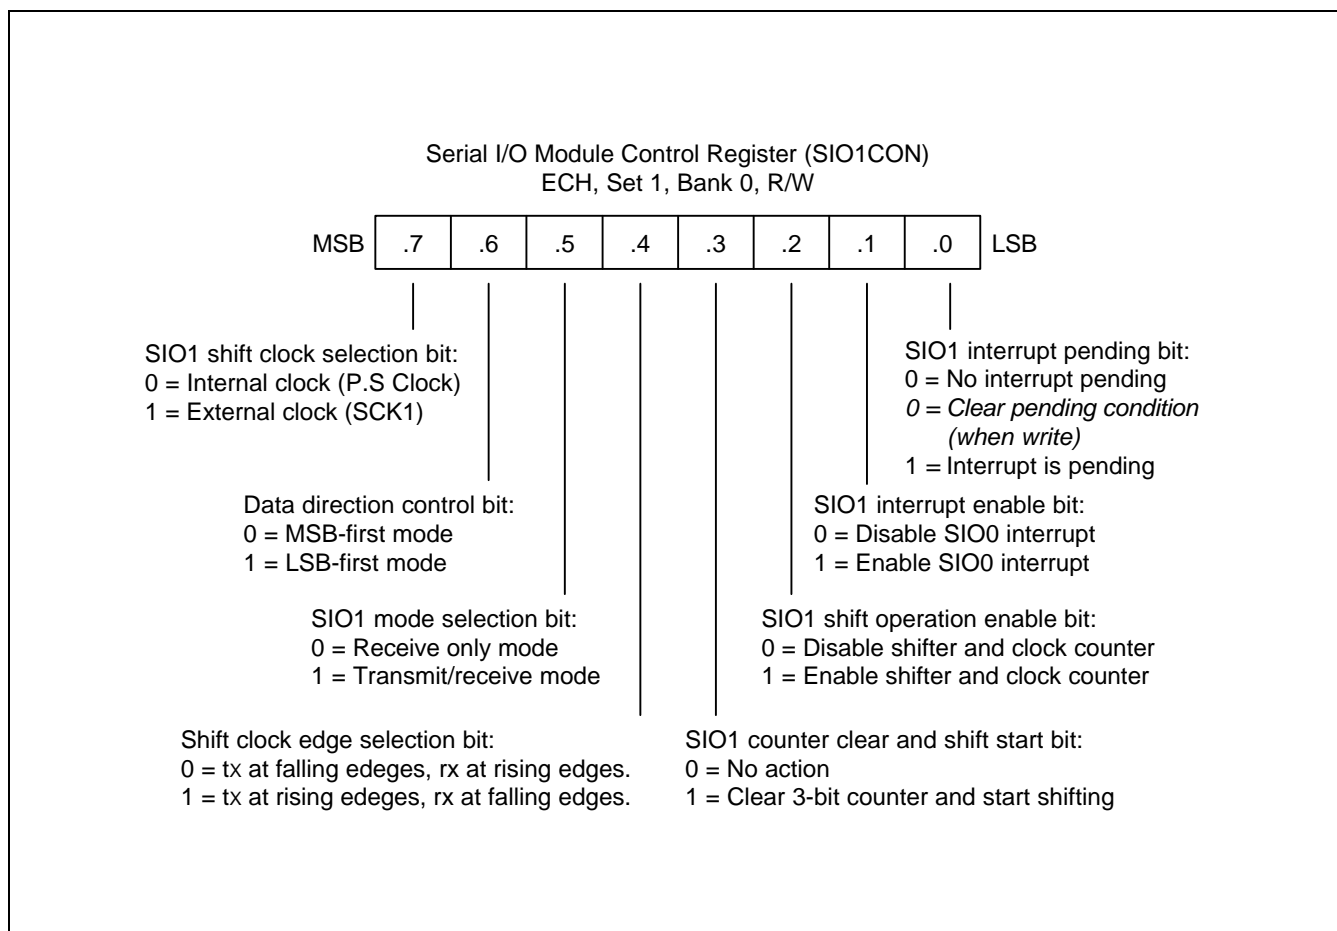 Serial I/O Module Control Register (SIO1CON)
ECH, Set 1, Bank 0, R/W
MSB .7 .6 .5 .4 .3 .2 .1 .0 LSB
SIO1 shift clock selection bit:
0 = Internal clock (P.S Clock)
1 = External clock (SCK1)
SIO1 interrupt pending bit:
0 = No interrupt pending
0 = Clear pending condition
(when write)
1 = Interrupt is pending
Data direction control bit:
0 = MSB-first mode
1 = LSB-first mode
SIO1 interrupt enable bit:
0 = Disable SIO0 interrupt
1 = Enable SIO0 interrupt
SIO1 mode selection bit:
0 = Receive only mode
1 = Transmit/receive mode
SIO1 shift operation enable bit:
0 = Disable shifter and clock counter
1 = Enable shifter and clock counter
Shift clock edge selection bit:
0 = tx at falling edeges, rx at rising edges.
1 = tx at rising edeges, rx at falling edges.
SIO1 counter clear and shift start bit:
0 = No action
1 = Clear 3-bit counter and start shifting